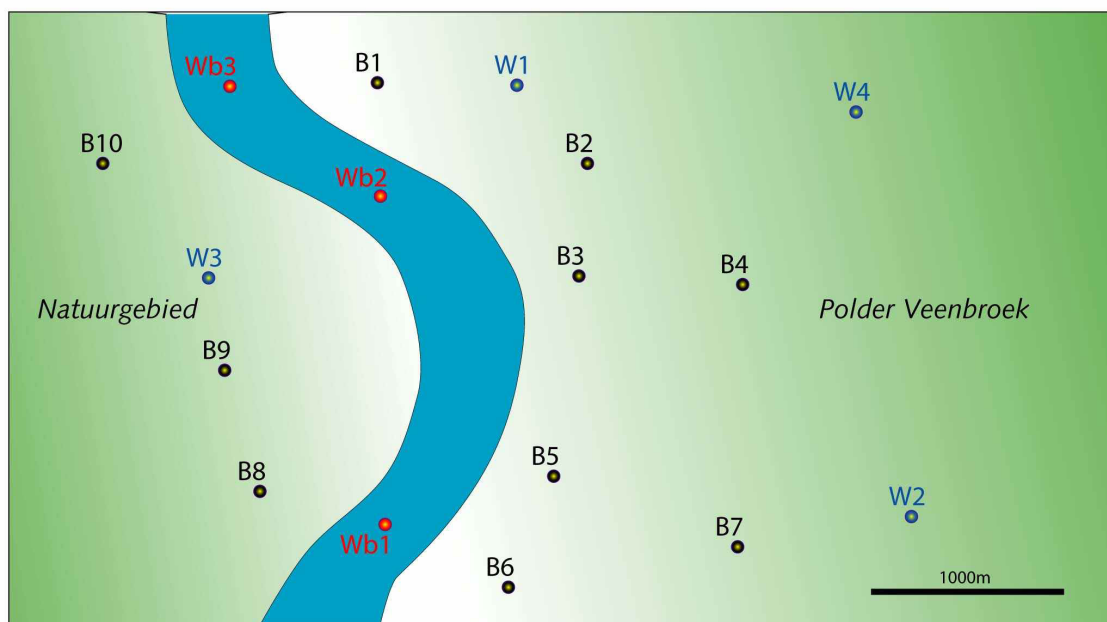 Wb3
B1
W1
W4
B10
Wb2
B2
W3
B3
B4
Natuurgebied
Polder Veenbroek
B9
B5
B8
W2
Wb1
B7
B6
1000m